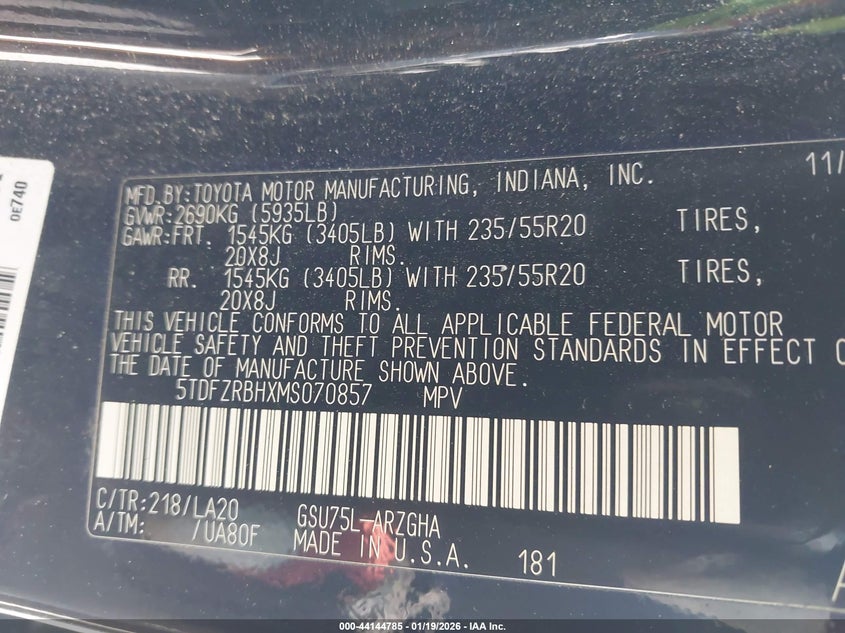 0E740
MFD.BY:TOYOTA MOTOR MANUFACTURING, INDIANA, INC. 11/
GVWR:2690KG (5935LB)
GAWR:FRT. 1545KG (3405LB) WITH 235/55R20 TIRES,
20X8J RIMS.
RR. 1545KG (3405LB) WITH 235/55R20 TIRES,
20X8J RIMS.
THIS VEHICLE CONFORMS TO ALL APPLICABLE FEDERAL MOTOR
VEHICLE SAFETY AND THEFT PREVENTION STANDARDS IN EFFECT O
THE DATE OF MANUFACTURE SHOWN ABOVE.
5TDFZRBHXMS070857 MPV
C/TR:218/LA20 GSU75L-ARZGHA
A/TM: /UA80F MADE IN U.S.A. 181
000-44144785 - 01/19/2026 - IAA Inc.